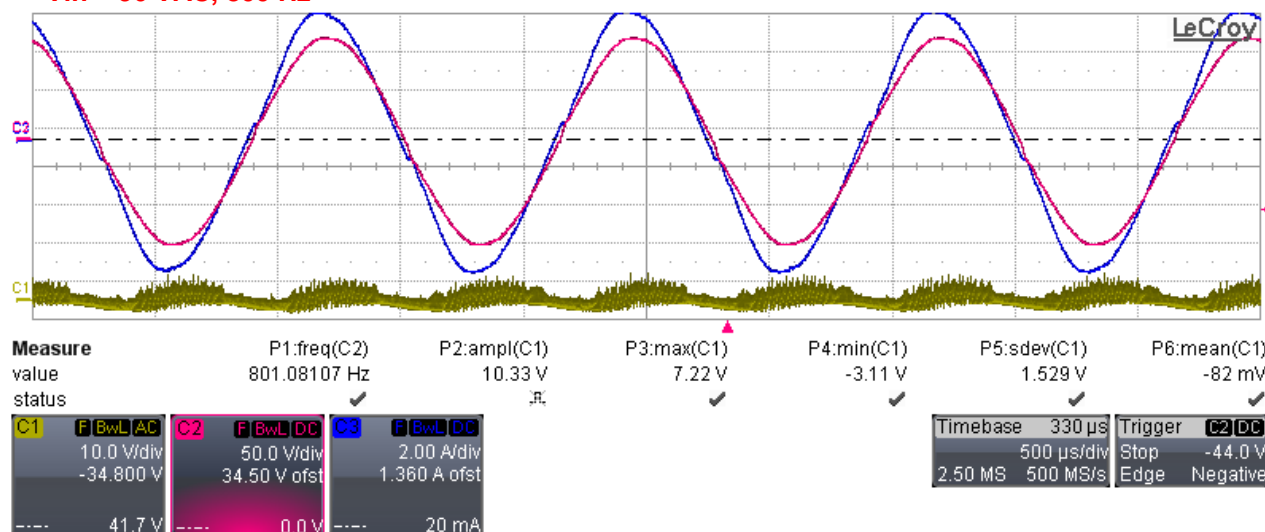 LeCroy
C3
C1
Measure P1:freq(C2) P2:ampl(C1) P3:max(C1) P4:min(C1) P5:sdev(C1) P6:mean(C1)
value 801.08107 Hz 10.33 V 7.22 V -3.11 V 1.529 V -82 mV
status
C1 F BwL AC C2 F BwL DC C3 F BwL DC Timebase 330 µs Trigger C2 DC
10.0 V/div 50.0 V/div 2.00 A/div 500 µs/div Stop -44.0 V
-34.800 V 34.50 V ofst 1.360 A ofst 2.50 MS 500 MS/s Edge Negative
41.7 V 0.0 V 20 mA